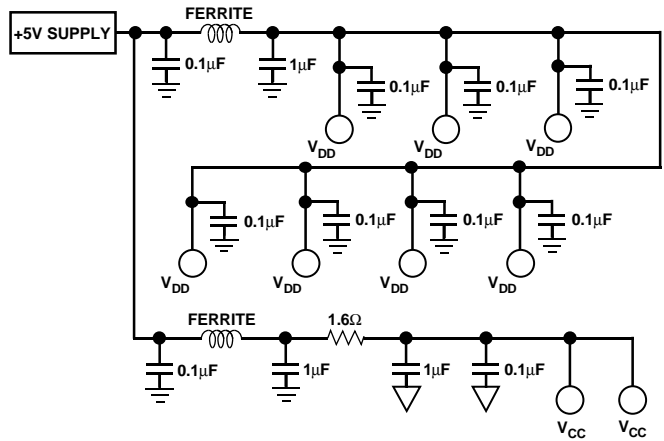 FERRITE
+5V SUPPLY
0.1μF
1μF
0.1μF
0.1μF
0.1μF
VDD
VDD
VDD
0.1μF
0.1μF
0.1μF
0.1μF
VDD
VDD
VDD
VDD
FERRITE
1.6Ω
0.1μF
1μF
1μF
0.1μF
VCC
VCC